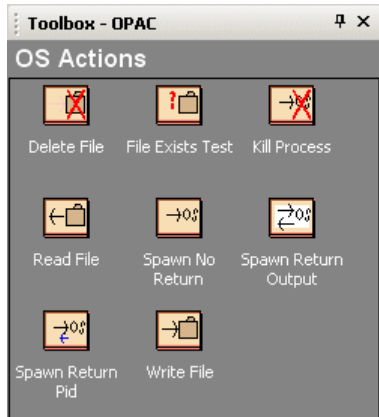 Toolbox - OPAC
OS Actions
Delete File
File Exists Test
Kill Process
Read File
Spawn No
Return
Spawn Return
Output
Spawn Return
Pid
Write File